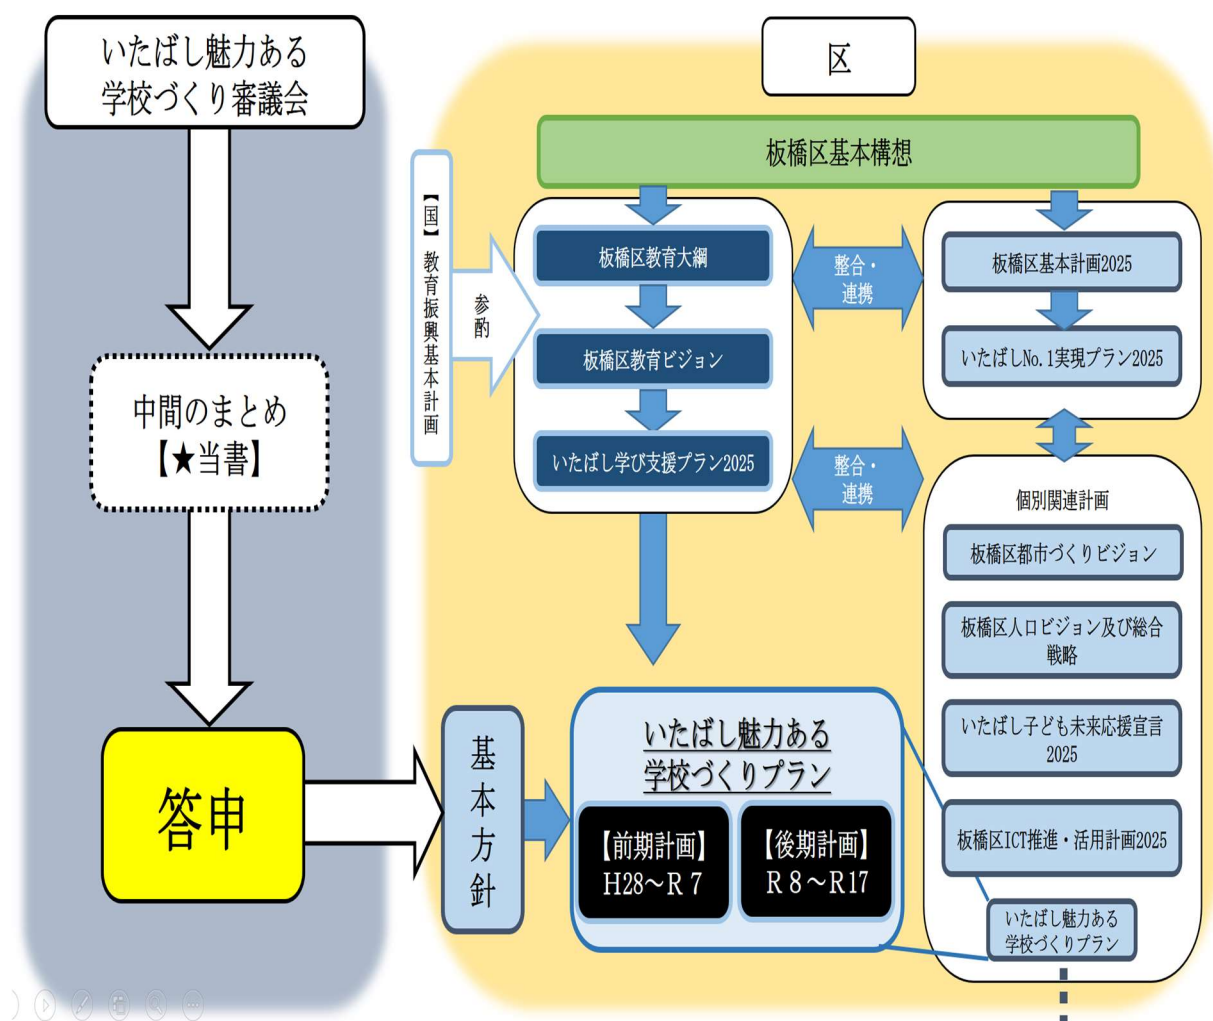 いたばし魅力ある
学校づくり審議会
中間のまとめ
【★当書】
答申
区
板橋区基本構想
【国】教育振興基本計画
参酌
板橋区教育大綱
板橋区教育ビジョン
いたばし学び支援プラン2025
整合・
連携
整合・
連携
板橋区基本計画2025
いたばしNo.1実現プラン2025
個別関連計画
板橋区都市づくりビジョン
板橋区人口ビジョン及び総合
戦略
いたばし子ども未来応援宣言
2025
板橋区ICT推進・活用計画2025
いたばし魅力ある
学校づくりプラン
基本方針
いたばし魅力ある
学校づくりプラン
【前期計画】
H28～R７
【後期計画】
R８～R17